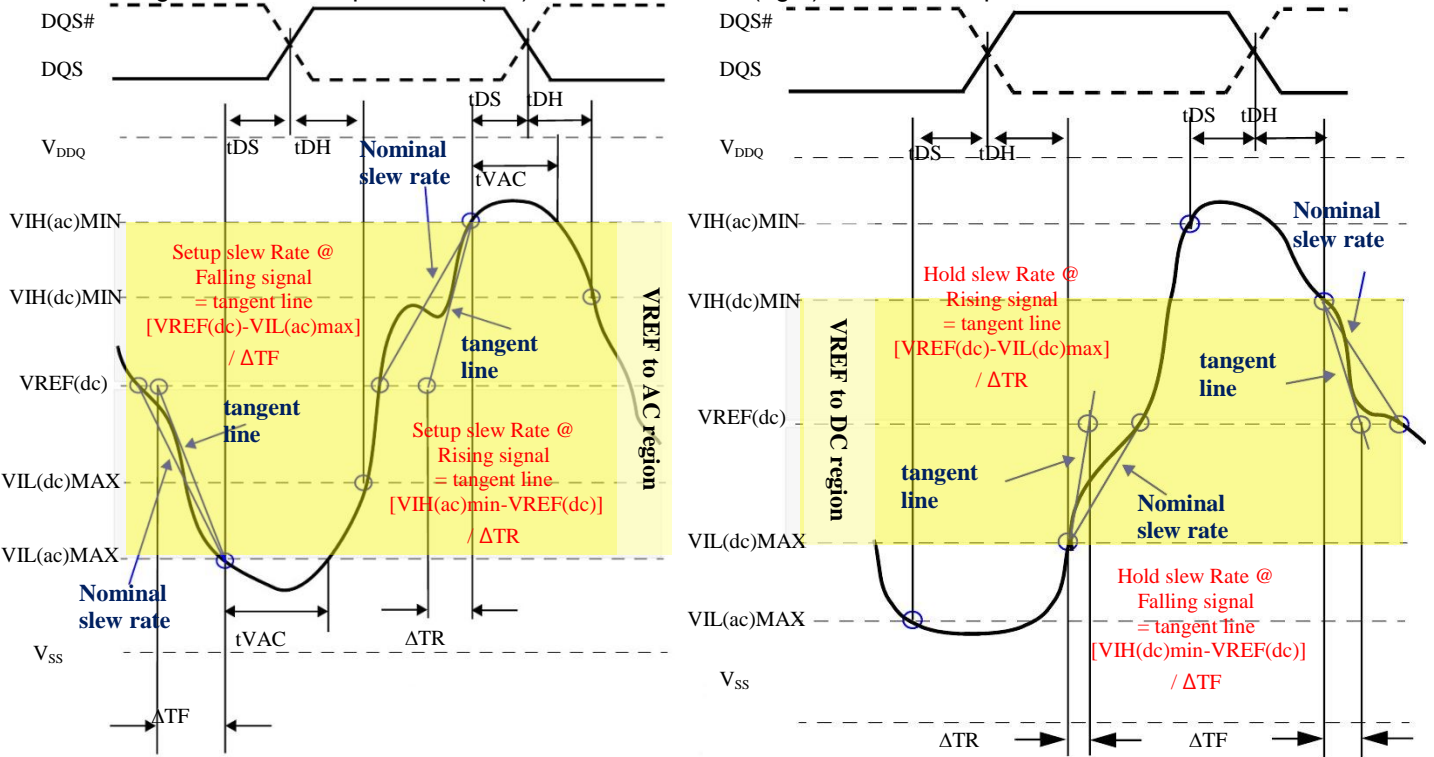 DQS#
DQS
tDS
tDH
tDS
tDH
V_DDQ
Nominal
slew rate
tVAC
VIH(ac)MIN
Setup slew Rate @
Falling signal
= tangent line
[VREF(dc)-VIL(ac)max]
/ ΔTF
VIH(dc)MIN
tangent
line
VREF to AC region
VREF(dc)
tangent
line
Setup slew Rate @
Rising signal
= tangent line
[VIH(ac)min-VREF(dc)]
/ ΔTR
VIL(dc)MAX
VIL(ac)MAX
Nominal
slew rate
tVAC
ΔTR
V_SS
ΔTF
DQS#
DQS
tDS
tDH
tDS
tDH
V_DDQ
VIH(ac)MIN
Nominal
slew rate
Hold slew Rate @
Rising signal
= tangent line
[VREF(dc)-VIL(dc)max]
/ ΔTR
VIH(dc)MIN
VREF to DC region
tangent
line
VREF(dc)
tangent
line
Nominal
slew rate
VIL(dc)MAX
Hold slew Rate @
Falling signal
= tangent line
[VIH(dc)min-VREF(dc)]
/ ΔTF
VIL(ac)MAX
V_SS
ΔTR
ΔTF